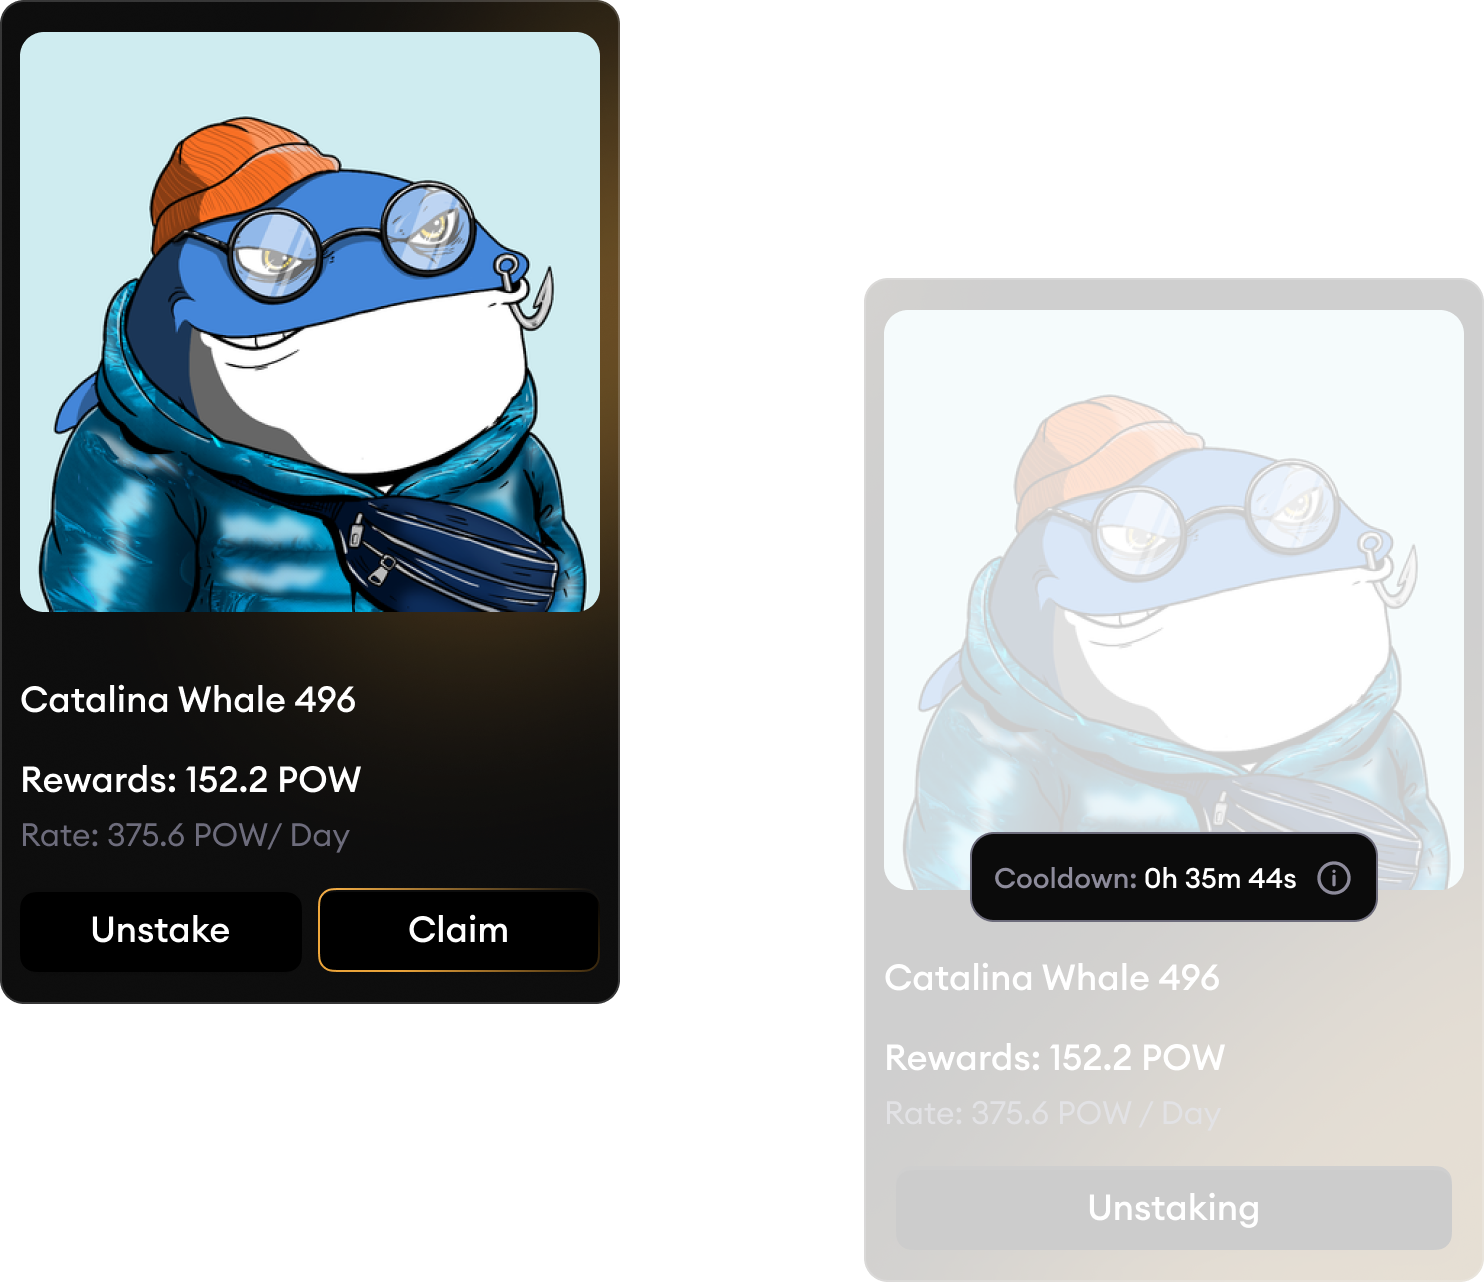 Catalina Whale 496
Rewards: 152.2 POW
Rate: 375.6 POW/ Day
Unstake
Claim
Cooldown: 0h 35m 44s
Catalina Whale 496
Rewards: 152.2 POW
Rate: 375.6 POW / Day
Unstaking